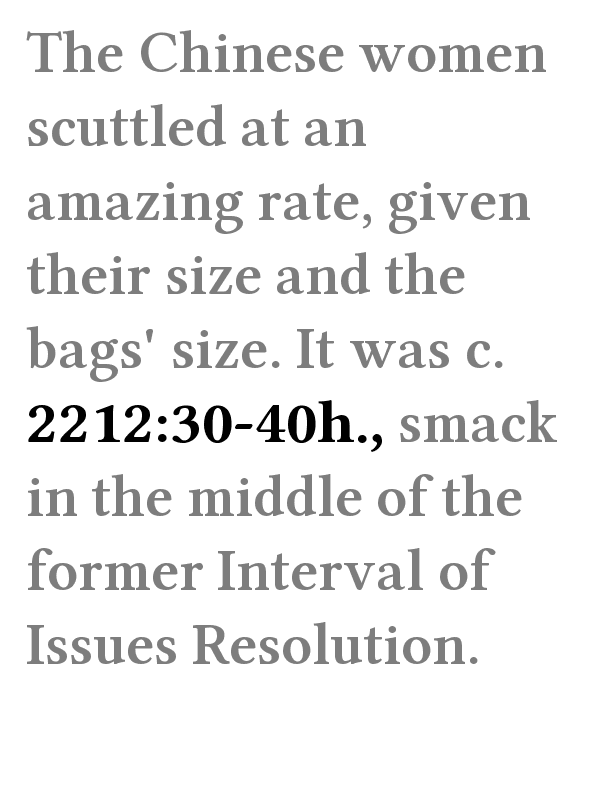 The Chinese women
scuttled at an
amazing rate, given
their size and the
bags' size. It was c.
2212:30-40h., smack
in the middle of the
former Interval of
Issues Resolution.